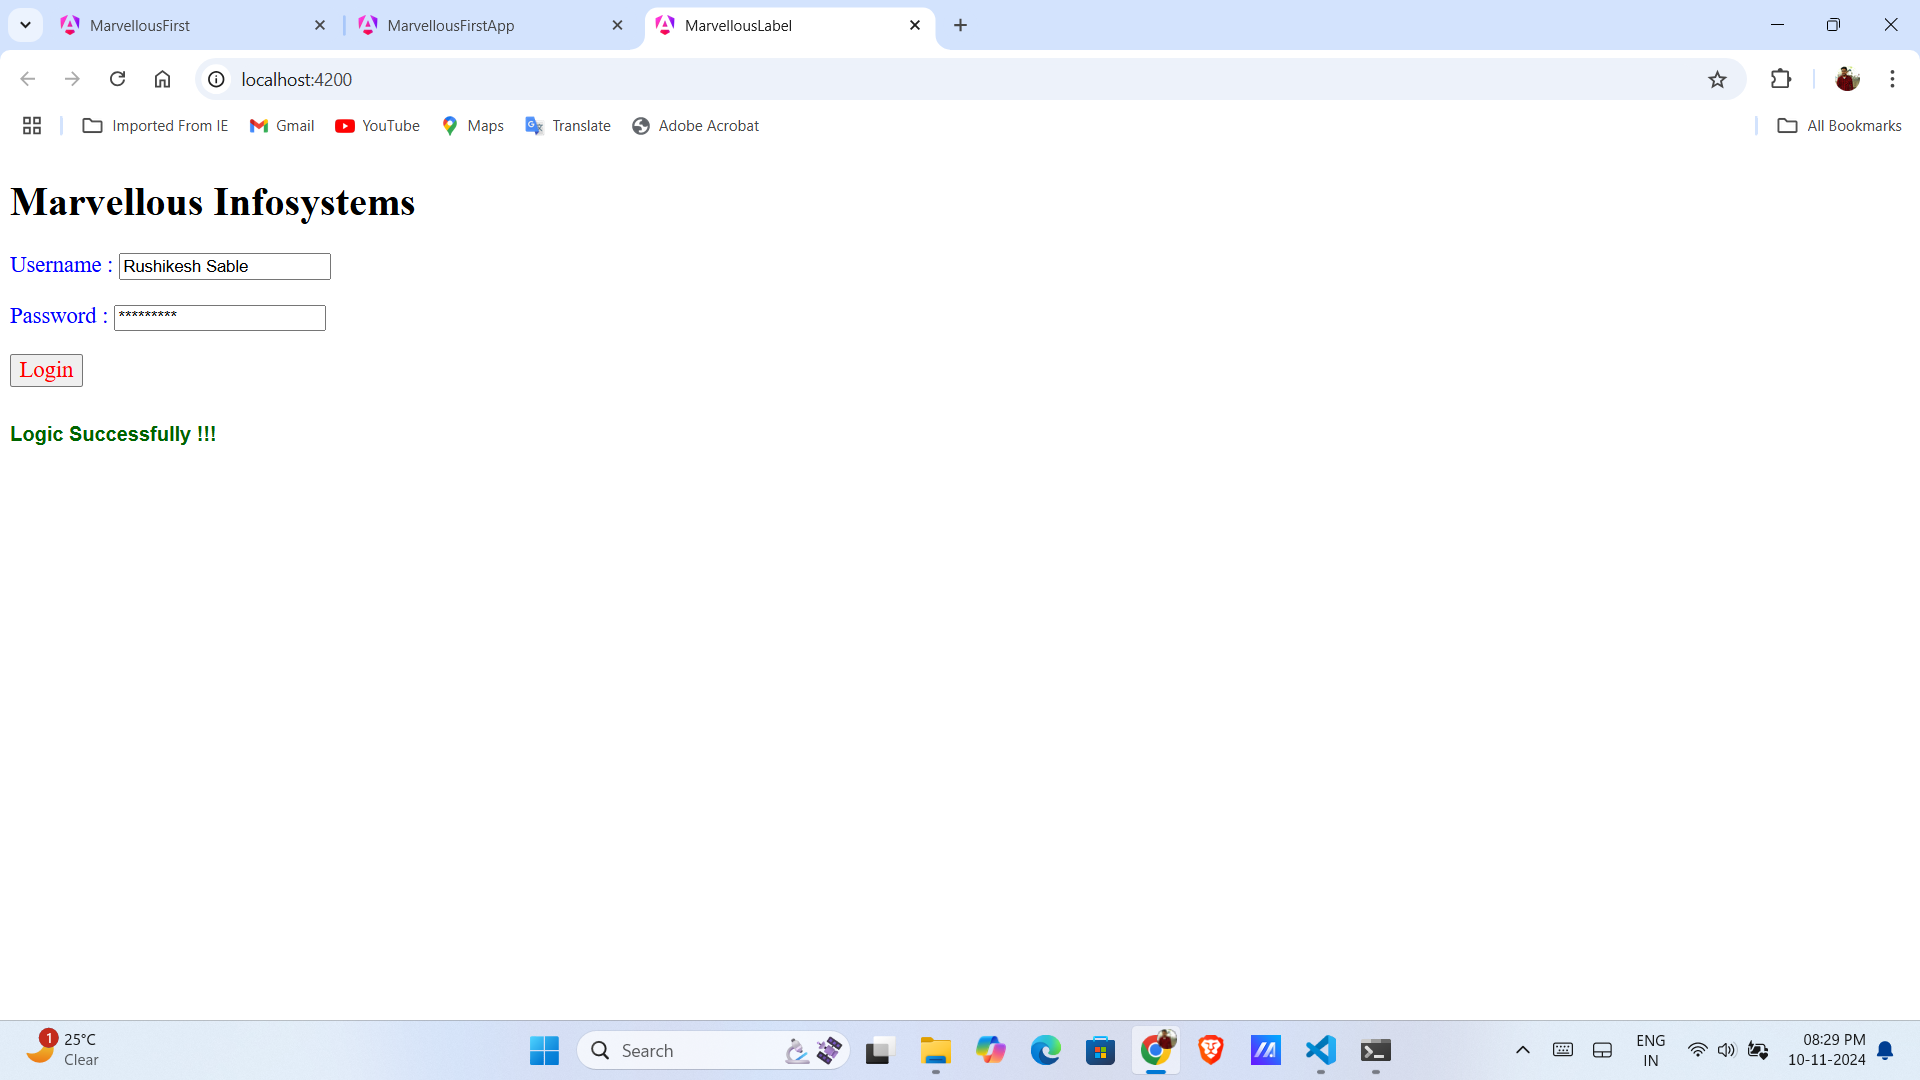 MarvellousFirst
MarvellousFirstApp
MarvellousLabel
localhost:4200
Imported From IE
Gmail
YouTube
Maps
Translate
Adobe Acrobat
All Bookmarks
Marvellous Infosystems
Username : Rushikesh Sable
Password : *********
Login
Logic Successfully !!!
1
25°C
Clear
Search
ENG
IN
08:29 PM
10-11-2024